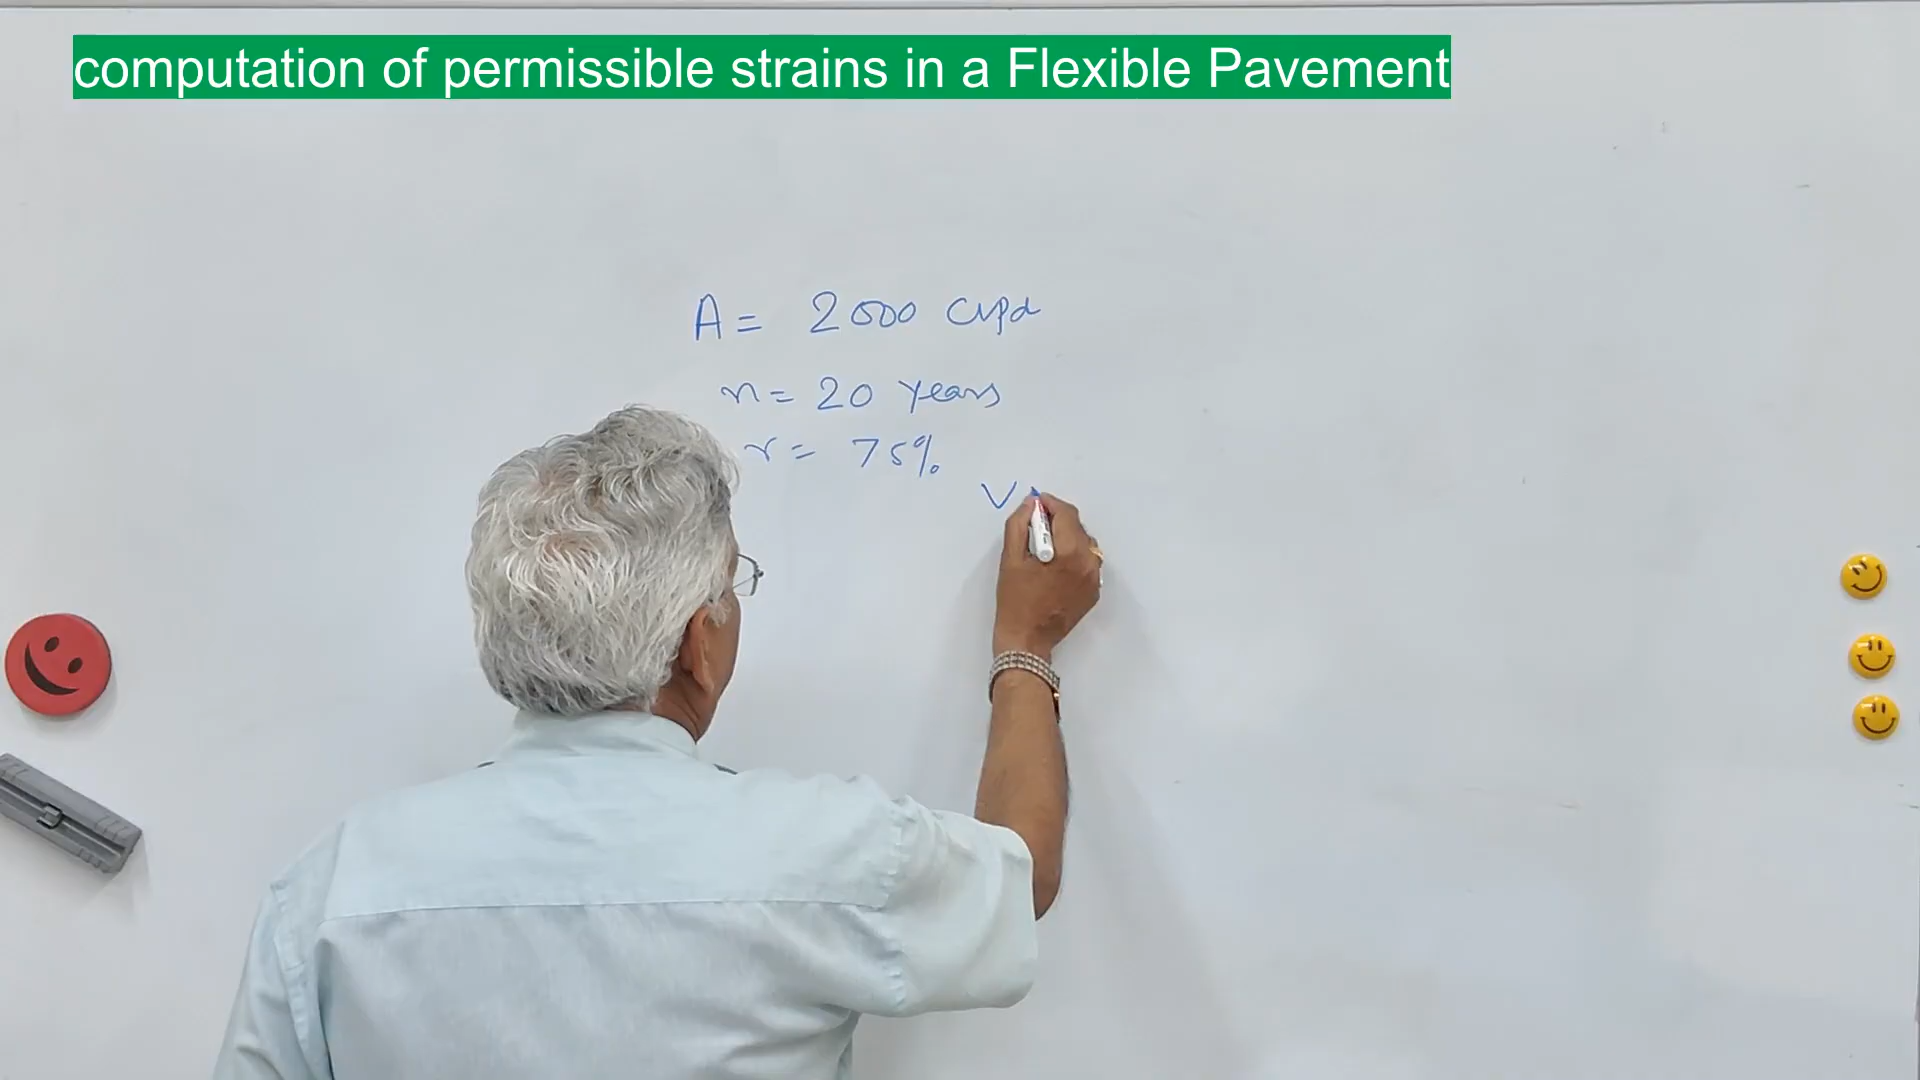 computation of permissible strains in a Flexible Pavement
A = 2000 cvpd
n = 20 years
r = 75%
V